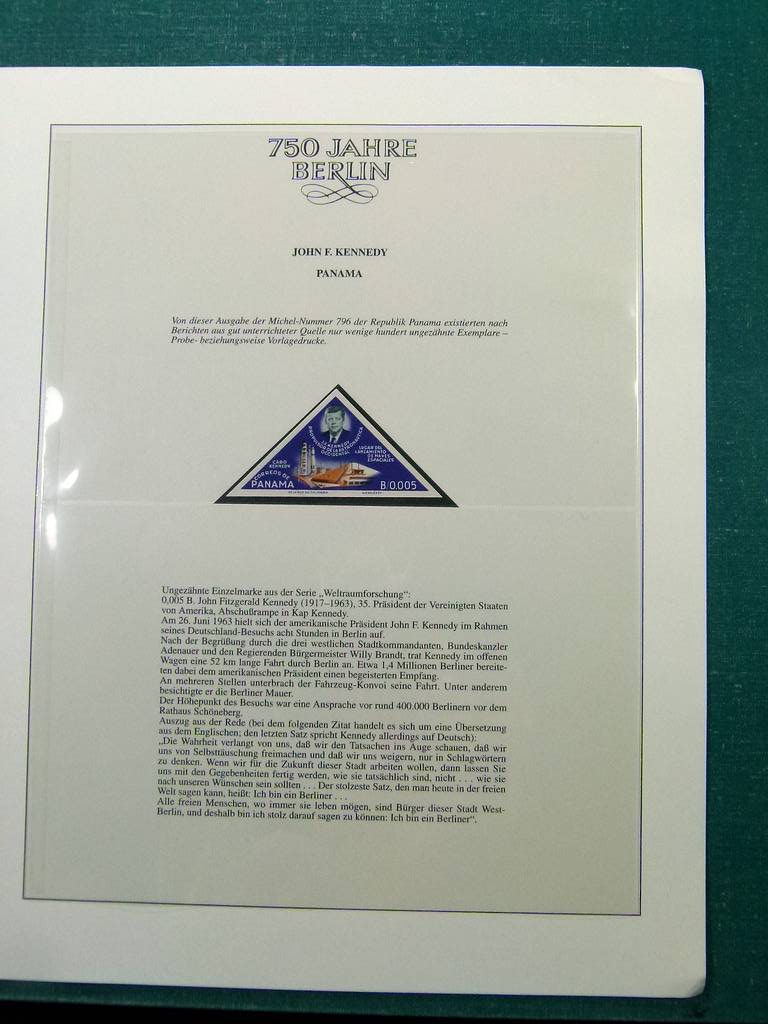 750 JAHRE
BERLIN
JOHN F. KENNEDY
PANAMA
Von dieser Ausgabe der Michel-Nummer 796 der Republik Panama existierten nach
Berichten aus gut unterrichteter Quelle nur wenige hundert ungezähnte Exemplare –
Probe- beziehungsweise Vorlagedrucke.
J.F. KENNEDY
PROPULSOR DE LA ASTRONAUTICA
OCCIDENTAL
CABO
KENNEDY
LUGAR DEL
LANZAMIENTO
DE NAVES
ESPACIALES
CORREOS DE
PANAMA
B/0.005
Ungezähnte Einzelmarke aus der Serie „Weltraumforschung“:
0,005 B. John Fitzgerald Kennedy (1917–1963), 35. Präsident der Vereinigten Staaten
von Amerika, Abschußrampe in Kap Kennedy.
Am 26. Juni 1963 hielt sich der amerikanische Präsident John F. Kennedy im Rahmen
seines Deutschland-Besuchs acht Stunden in Berlin auf.
Nach der Begrüßung durch die drei westlichen Stadtkommandanten, Bundeskanzler
Adenauer und den Regierenden Bürgermeister Willy Brandt, trat Kennedy im offenen
Wagen eine 52 km lange Fahrt durch Berlin an. Etwa 1,4 Millionen Berliner bereite-
ten dabei dem amerikanischen Präsident einen begeisterten Empfang.
An mehreren Stellen unterbrach der Fahrzeug-Konvoi seine Fahrt. Unter anderem
besichtigte er die Berliner Mauer.
Der Höhepunkt des Besuchs war eine Ansprache vor rund 400.000 Berlinern vor dem
Rathaus Schöneberg.
Auszug aus der Rede (bei dem folgenden Zitat handelt es sich um eine Übersetzung
aus dem Englischen; den letzten Satz spricht Kennedy allerdings auf Deutsch):
„Die Wahrheit verlangt von uns, daß wir den Tatsachen ins Auge schauen, daß wir
uns von Selbsttäuschung freimachen und daß wir uns weigern, nur in Schlagwörtern
zu denken. Wenn wir für die Zukunft dieser Stadt arbeiten wollen, dann lassen Sie
uns mit den Gegebenheiten fertig werden, wie sie tatsächlich sind, nicht . . . wie sie
nach unseren Wünschen sein sollten . . . Der stolzeste Satz, den man heute in der freien
Welt sagen kann, heißt: Ich bin ein Berliner . . .
Alle freien Menschen, wo immer sie leben mögen, sind Bürger dieser Stadt West-
Berlin, und deshalb bin ich stolz darauf sagen zu können: Ich bin ein Berliner“.